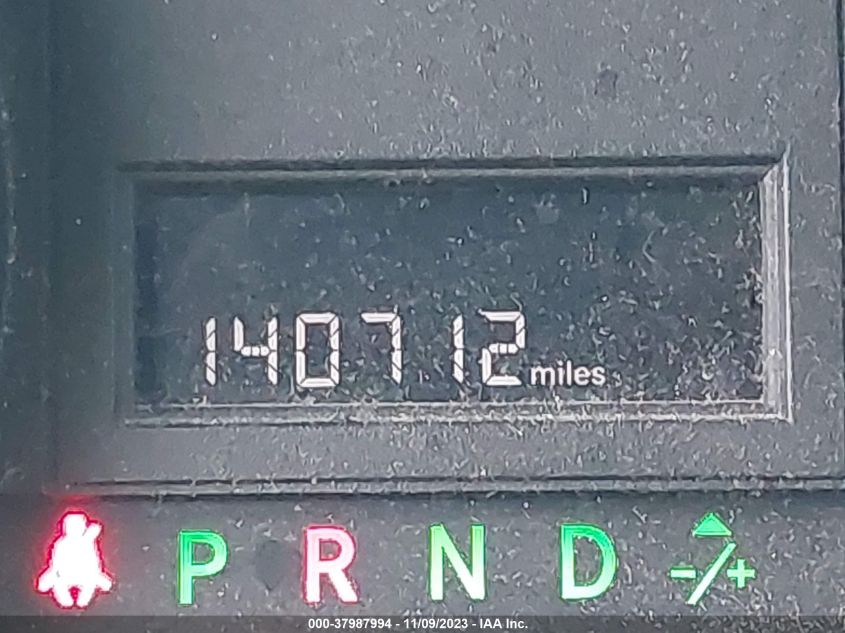 140712 miles
P R N D -/+
000-37987994 - 11/09/2023 - IAA Inc.